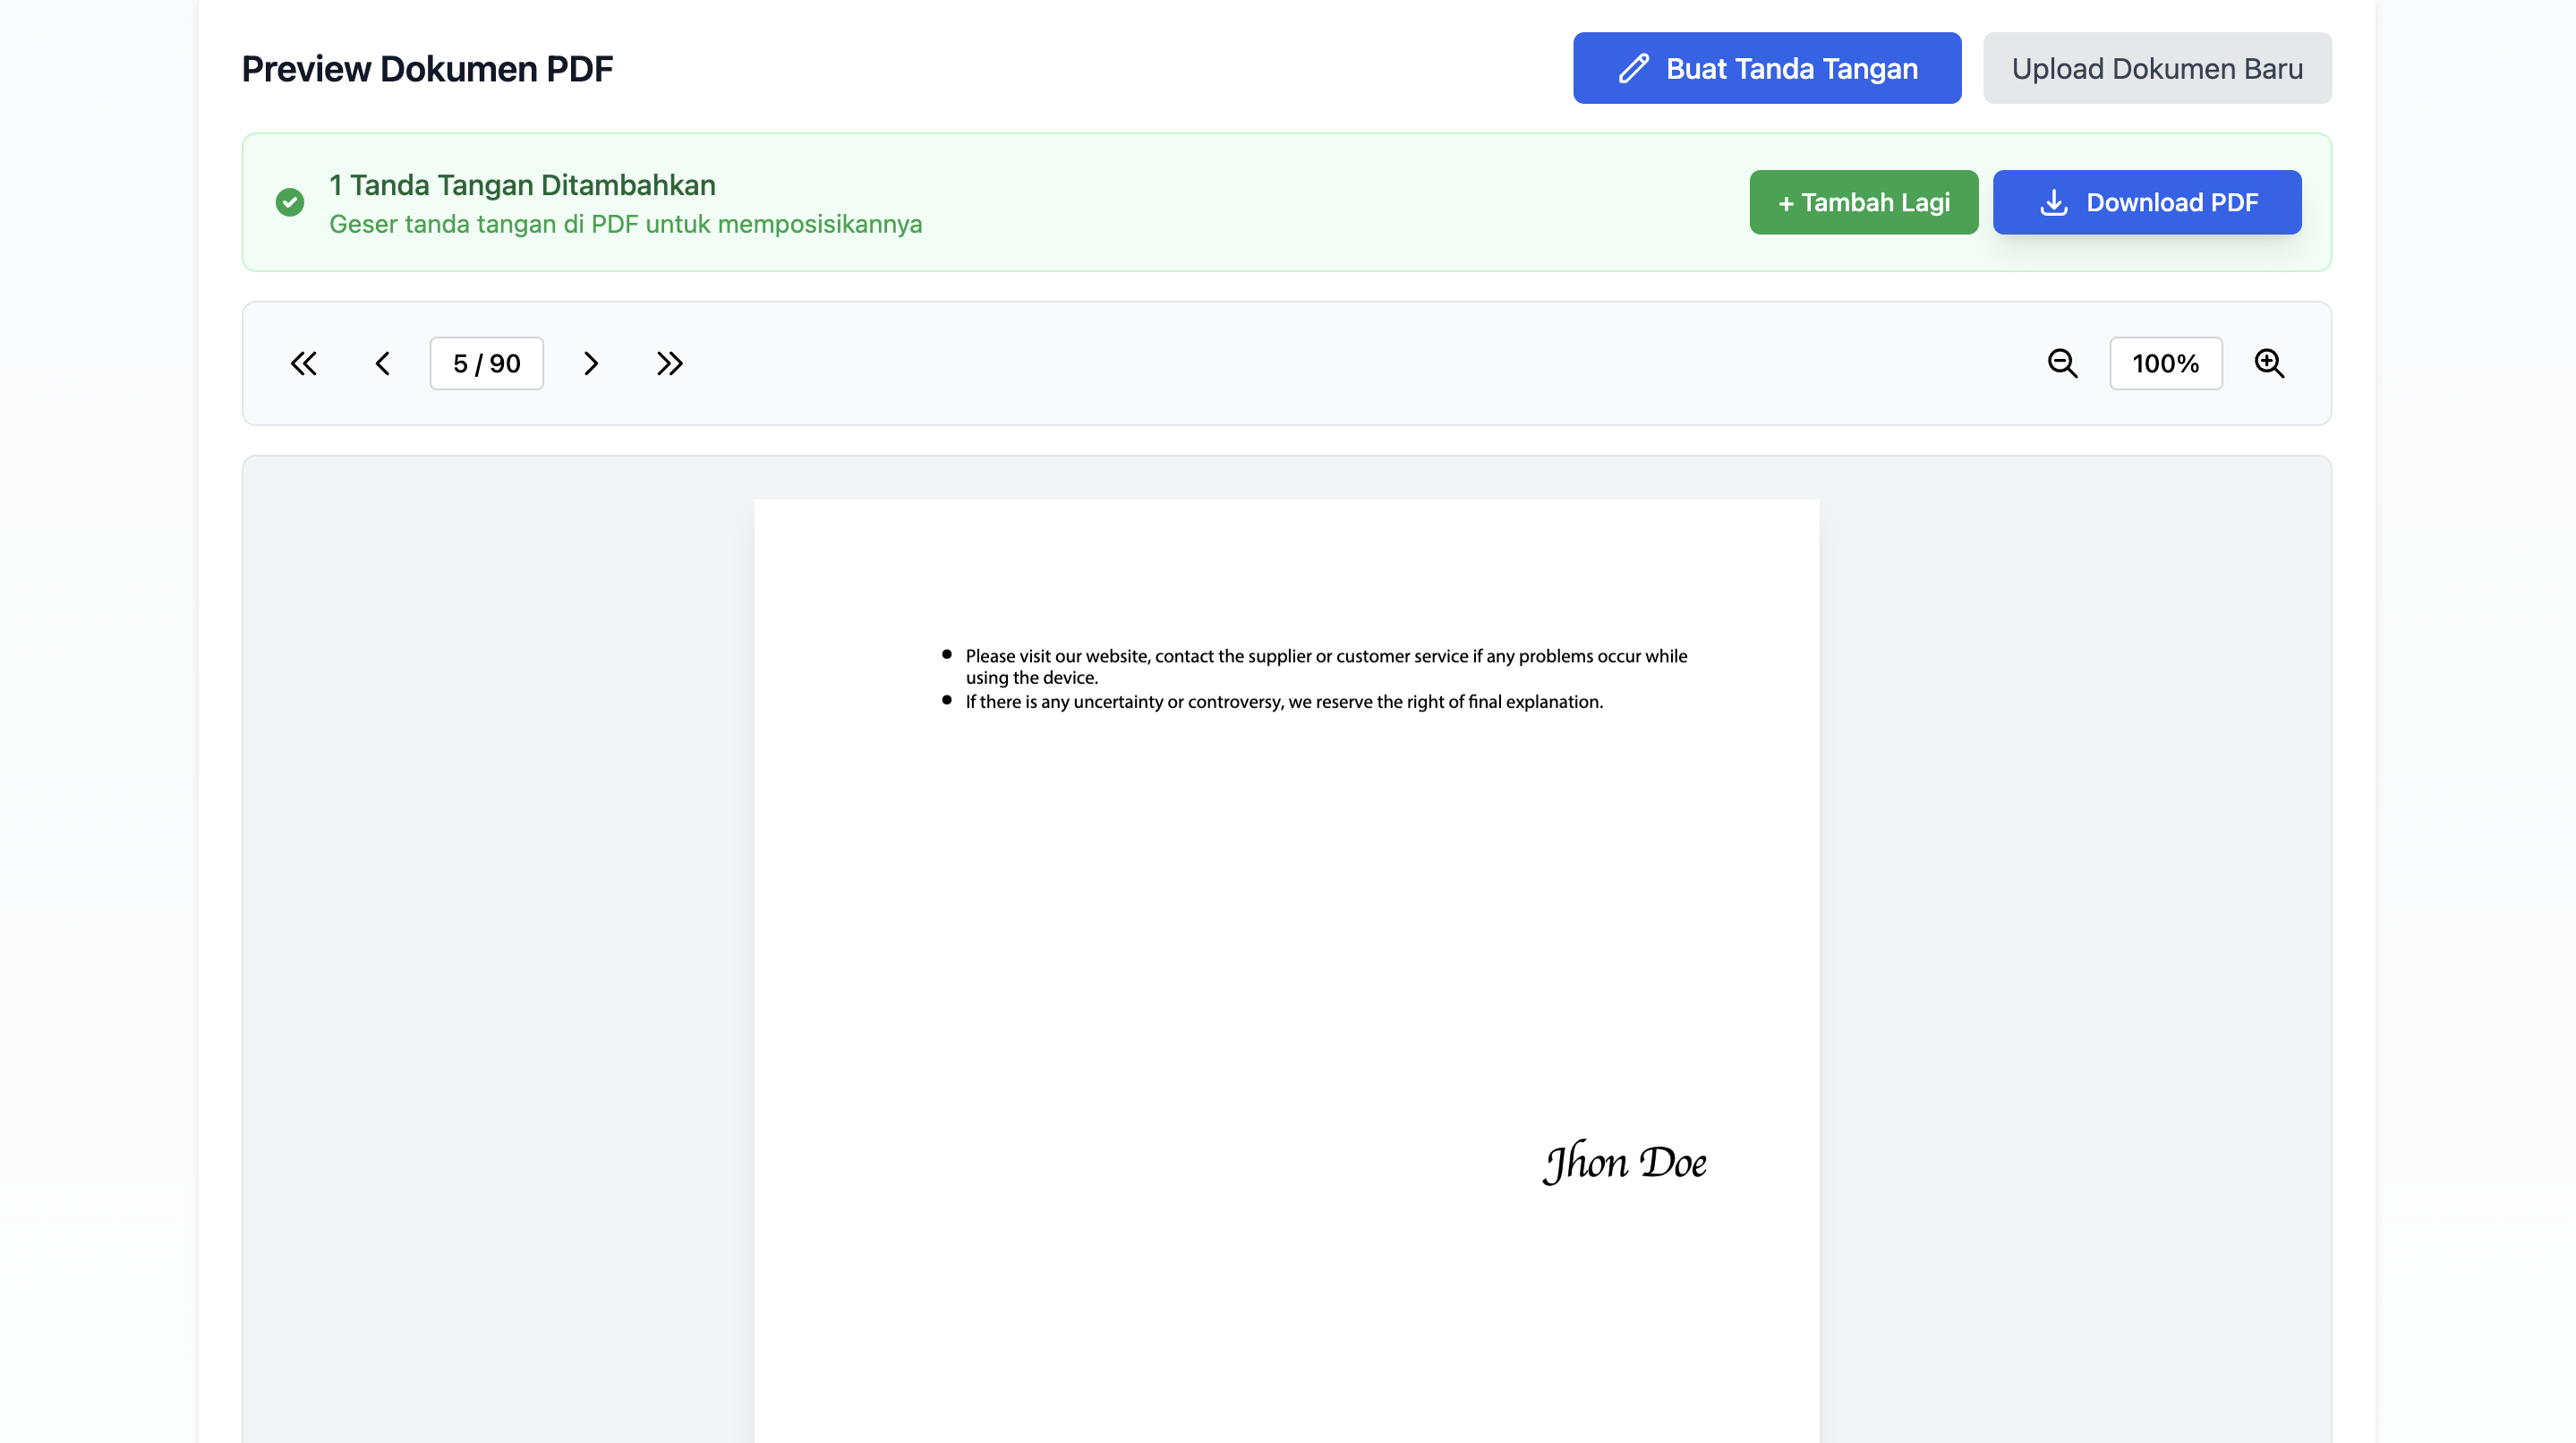 Preview Dokumen PDF
Buat Tanda Tangan
Upload Dokumen Baru
1 Tanda Tangan Ditambahkan
Geser tanda tangan di PDF untuk memposisikannya
+ Tambah Lagi
Download PDF
5 / 90
100%
● Please visit our website, contact the supplier or customer service if any problems occur while
using the device.
● If there is any uncertainty or controversy, we reserve the right of final explanation.
Jhon Doe